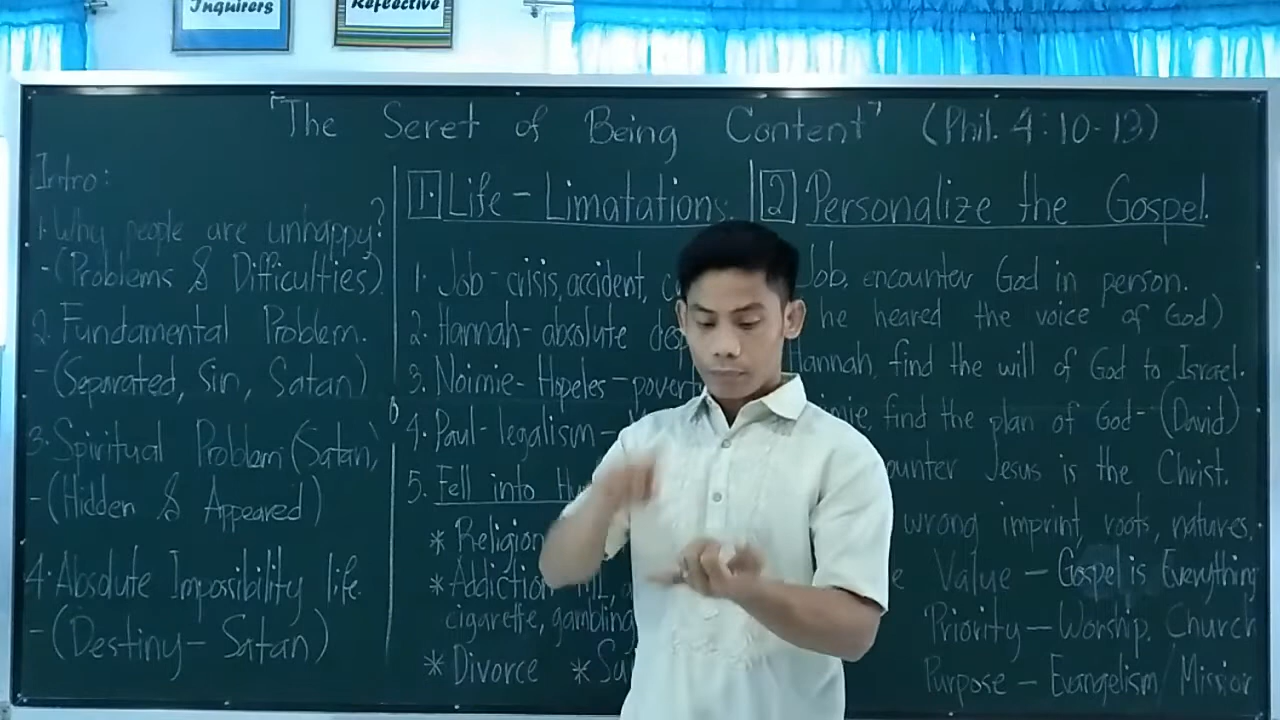 Inquirers
Reflective
"The Seret of Being Content" (Phil. 4:10-13)
Intro:
1. Why people are unhappy?
-(Problems & Difficulties)
2. Fundamental Problem.
-(Separated, Sin, Satan)
3. Spiritual Problem (Satan)
-(Hidden & Appeared)
4. Absolute Impossibility life.
-(Destiny- Satan)
1. Life - Limatations
1. Job - crisis, accident,
2. Hannah- absolute
3. Noimie- Hopeles -
4. Paul- legalism -
5. Fell into
* Religion
* Addiction ML,
cigarette, gambling
* Divorce *
2 Personalize the Gospel.
Job, encounter God in person.
he heared the voice of God)
Hannah, find the will of God to Israel.
find the plan of God- (David)
Jesus is the Christ.
wrong imprint, roots, natures.
Value - Gospel is Everything
Priority - Worship, Church
Purpose - Evangelism/Mission